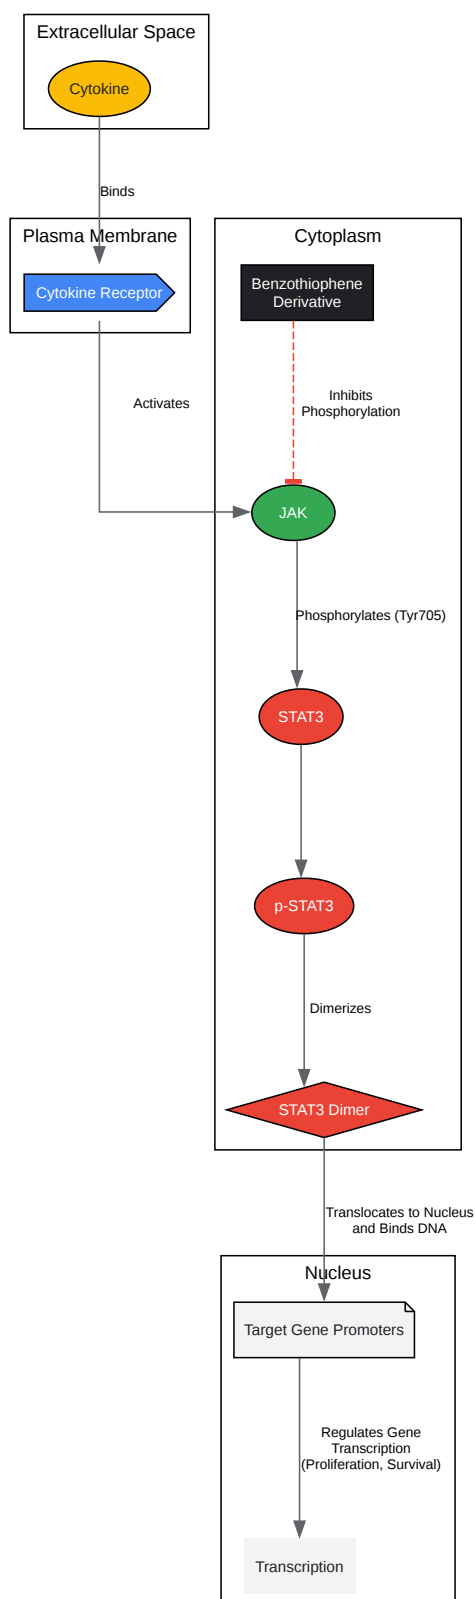 Extracellular Space
Cytokine
Binds
Plasma Membrane
Cytokine Receptor
Cytoplasm
Benzothiophene
Derivative
Activates
Inhibits
Phosphorylation
JAK
Phosphorylates (Tyr705)
STAT3
p-STAT3
Dimerizes
STAT3 Dimer
Translocates to Nucleus
and Binds DNA
Nucleus
Target Gene Promoters
Regulates Gene
Transcription
(Proliferation, Survival)
Transcription